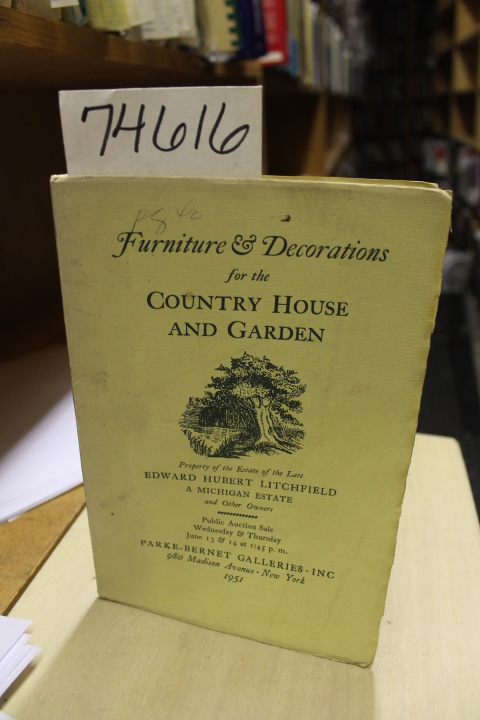 74616
pg 40
Furniture & Decorations
for the
COUNTRY HOUSE
AND GARDEN
Property of the Estate of the Late
EDWARD HUBERT LITCHFIELD
A MICHIGAN ESTATE
and Other Owners
Public Auction Sale
Wednesday & Thursday
June 13 & 14 at 1:45 p. m.
PARKE-BERNET GALLERIES · INC
980 Madison Avenue · New York
1951